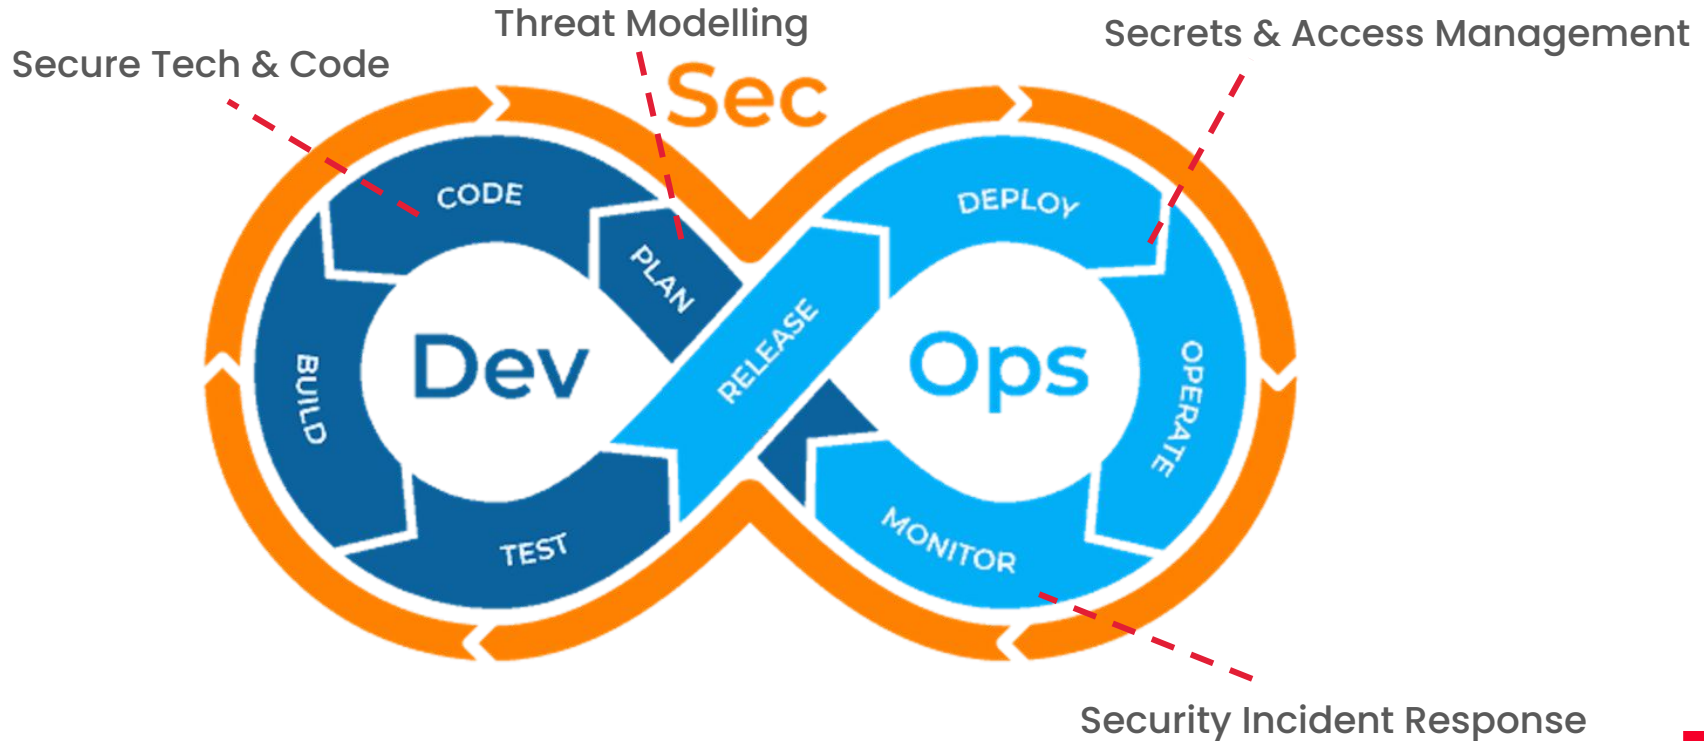 Threat Modelling
Secrets & Access Management
Secure Tech & Code
Sec
CODE
DEPLOY
PLAN
RELEASE
Dev
Ops
BUILD
OPERATE
TEST
MONITOR
Security Incident Response